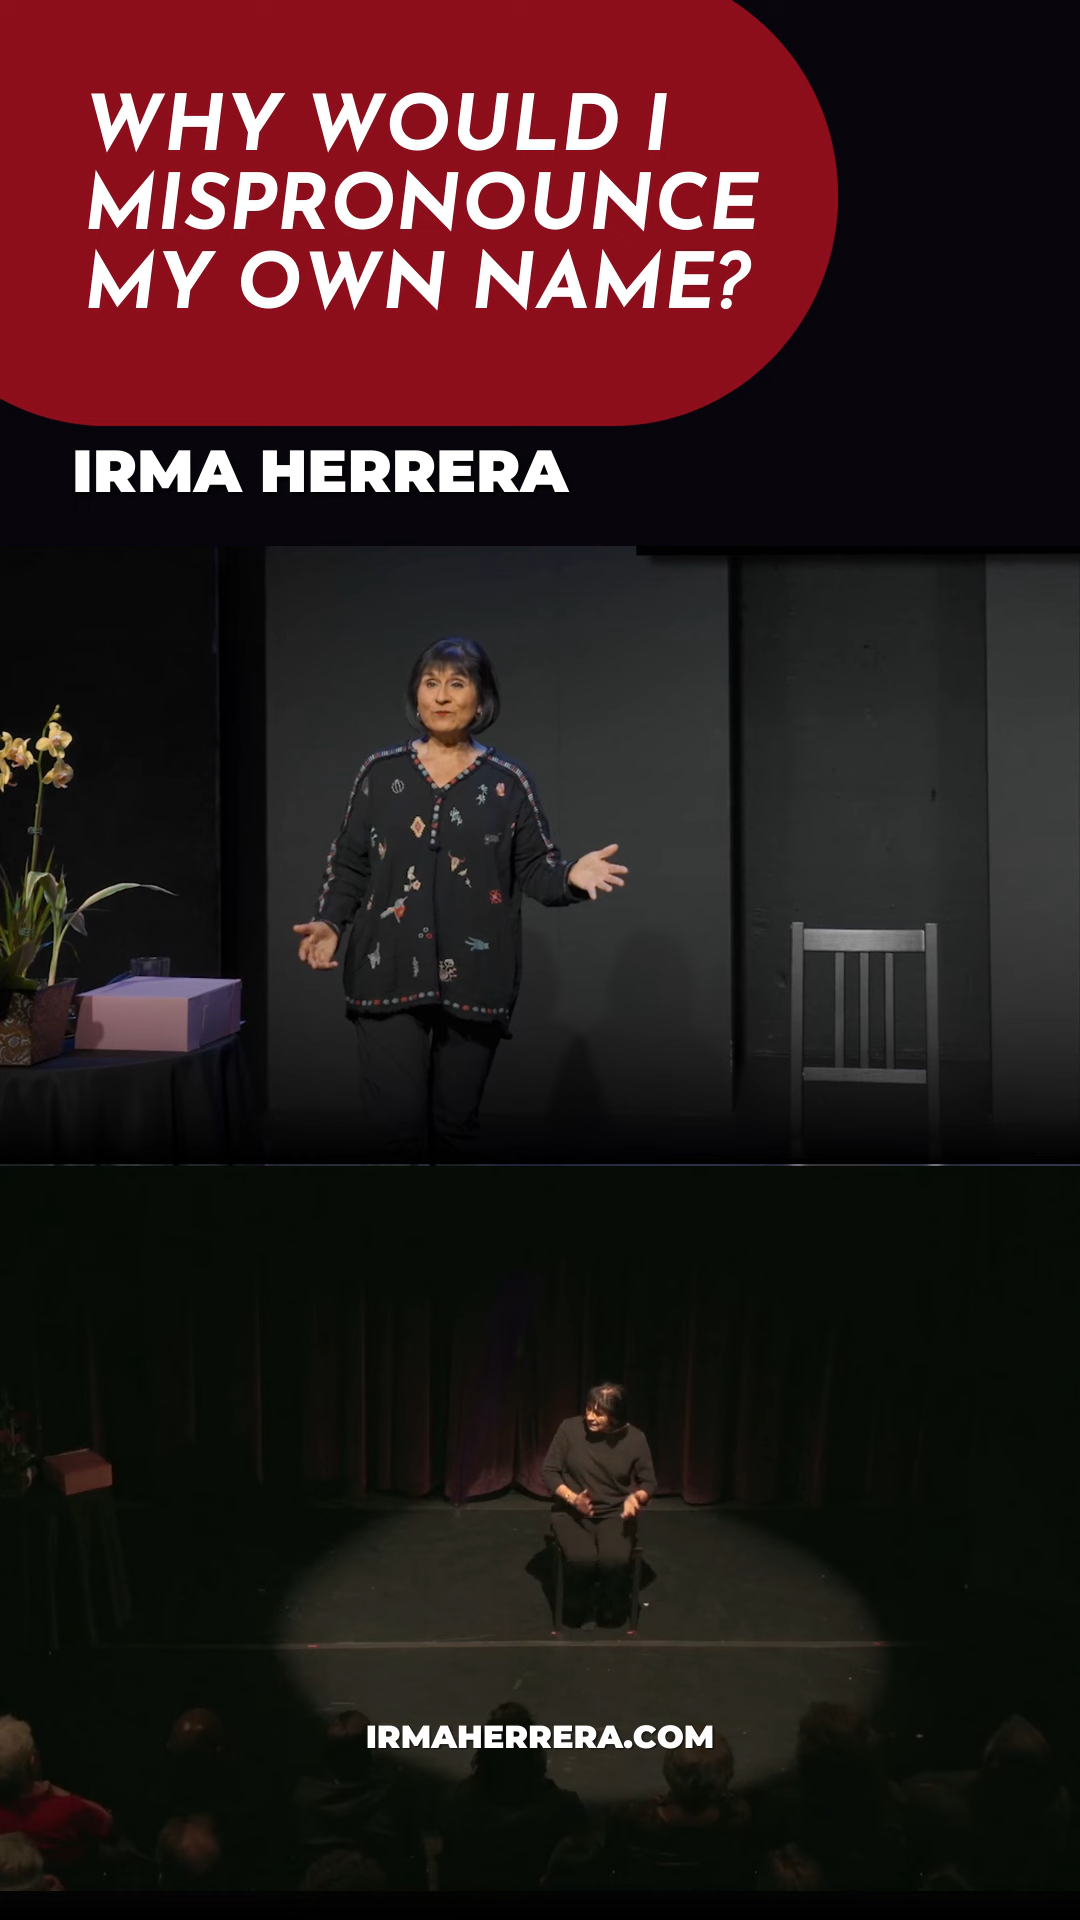 WHY WOULD I
MISPRONOUNCE
MY OWN NAME?
IRMA HERRERA
IRMAHERRERA.COM